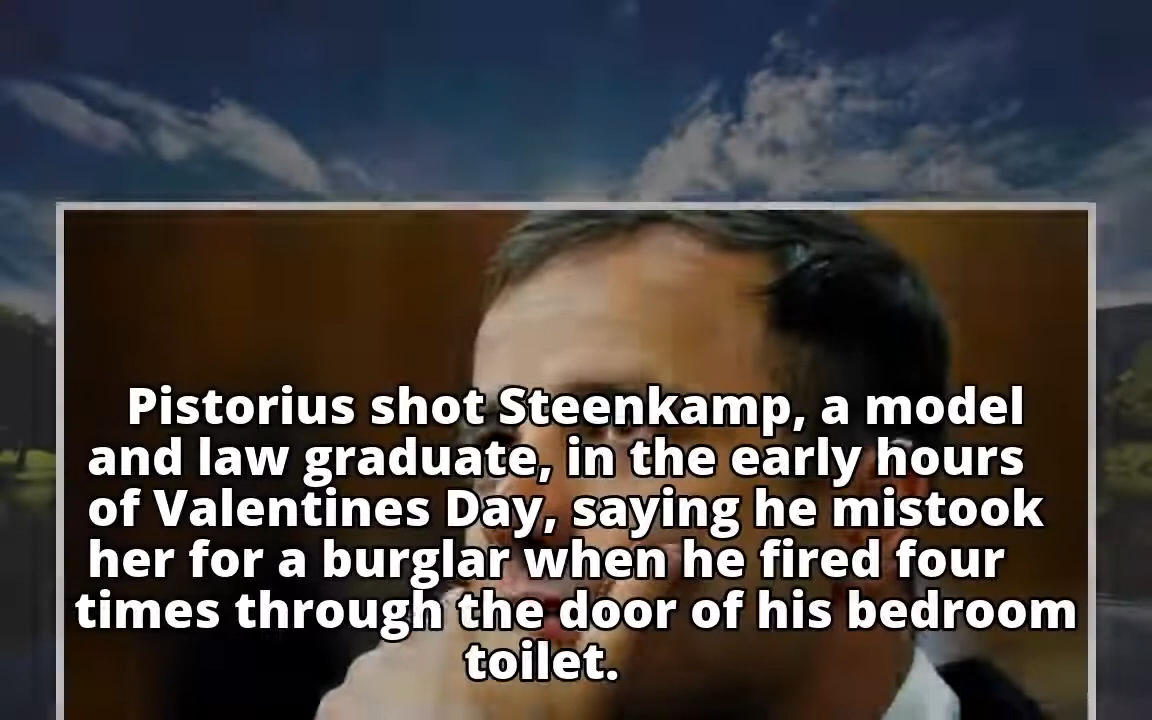 Pistorius shot Steenkamp, a model
and law graduate, in the early hours
of Valentines Day, saying he mistook
her for a burglar when he fired four
times through the door of his bedroom
toilet.